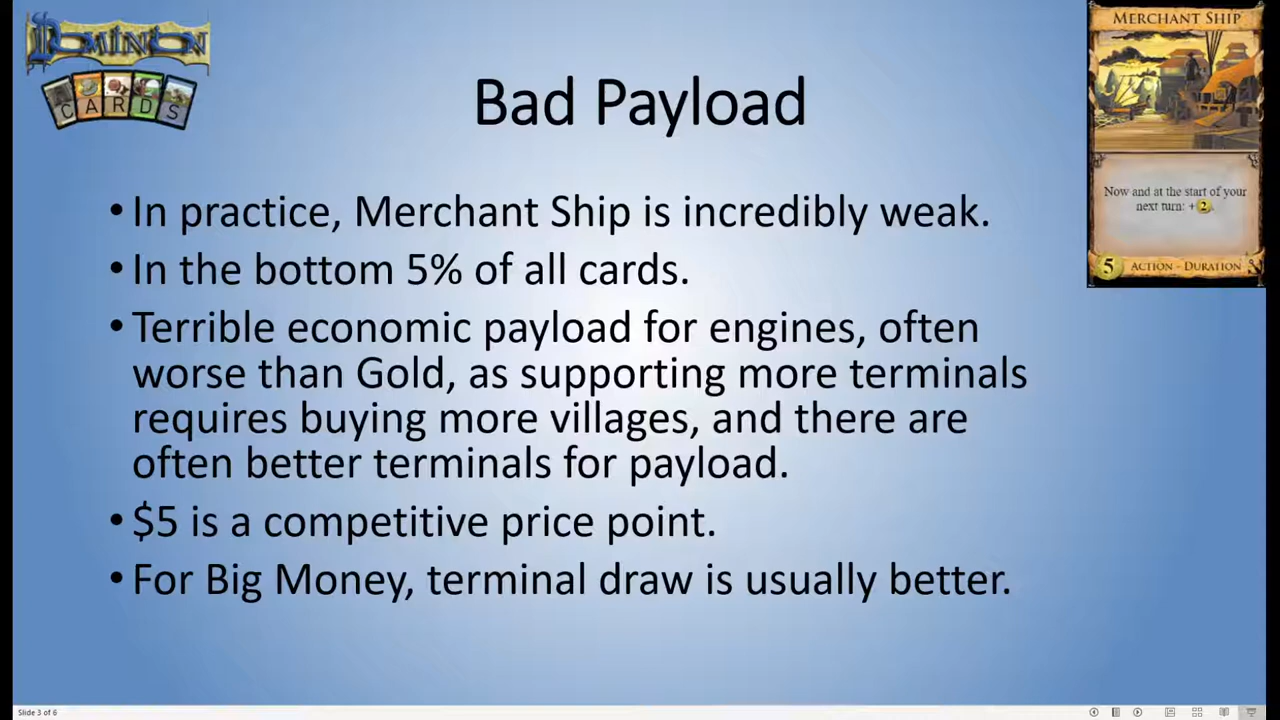 DOMINION
CARDS
MERCHANT SHIP
Bad Payload
Now and at the start of your
next turn: +2.
5 ACTION - DURATION
• In practice, Merchant Ship is incredibly weak.
• In the bottom 5% of all cards.
• Terrible economic payload for engines, often
worse than Gold, as supporting more terminals
requires buying more villages, and there are
often better terminals for payload.
• $5 is a competitive price point.
• For Big Money, terminal draw is usually better.
Slide 3 of 6